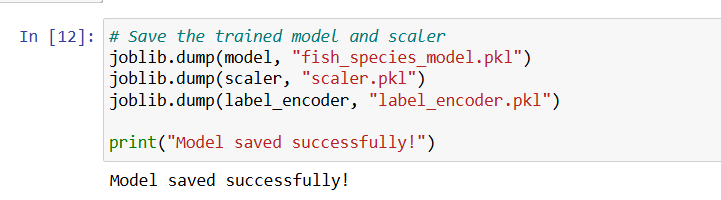 In [12]: # Save the trained model and scaler
joblib.dump(model, "fish_species_model.pkl")
joblib.dump(scaler, "scaler.pkl")
joblib.dump(label_encoder, "label_encoder.pkl")
print("Model saved successfully!")
Model saved successfully!